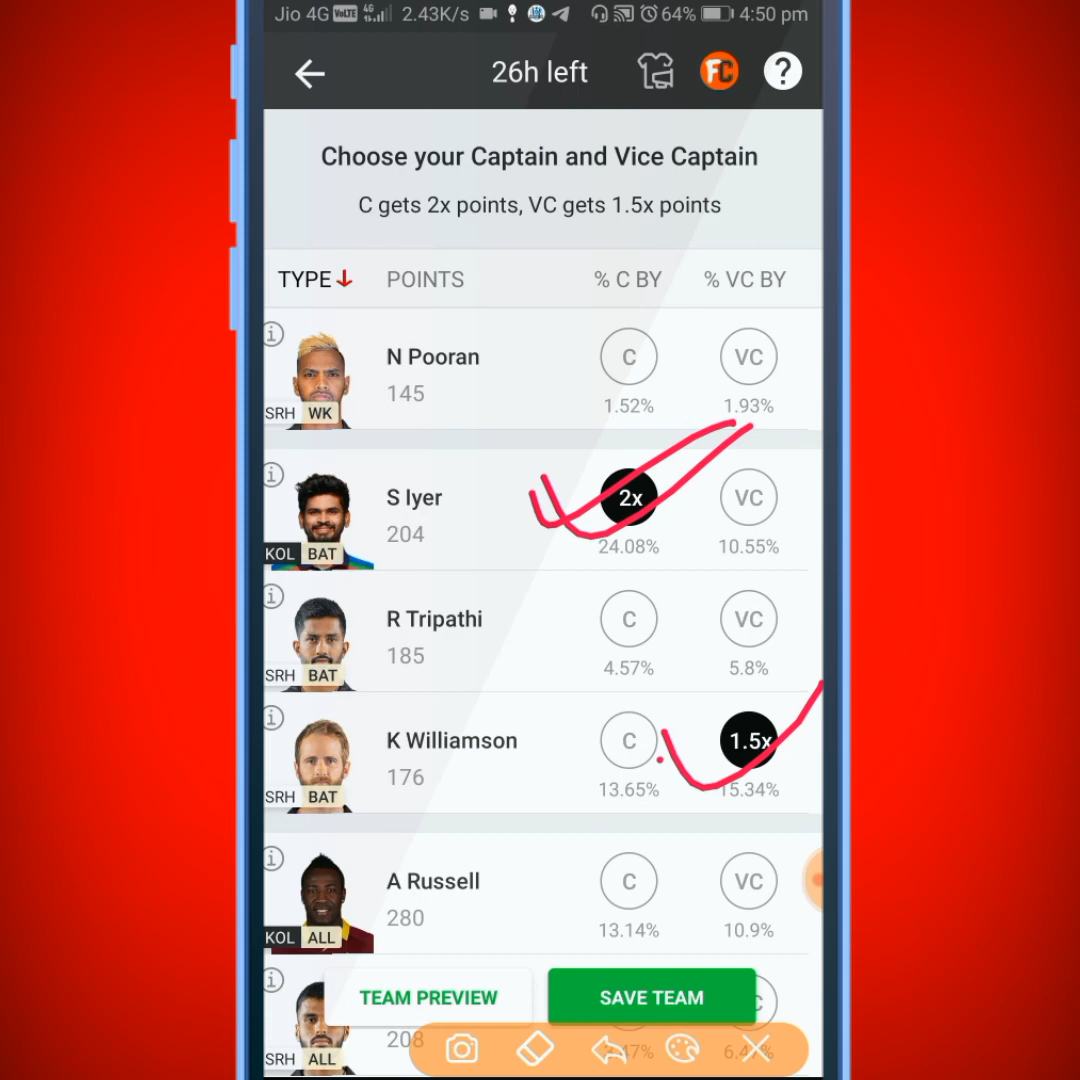 Jio 4G VoLTE 4G 2.43K/s 64% 4:50 pm
26h left FC ?
Choose your Captain and Vice Captain
C gets 2x points, VC gets 1.5x points
TYPE POINTS % C BY % VC BY
N Pooran C VC
145 1.52% 1.93%
SRH WK
S Iyer 2x VC
204 24.08% 10.55%
KOL BAT
R Tripathi C VC
185 4.57% 5.8%
SRH BAT
K Williamson C 1.5x
176 13.65% 15.34%
SRH BAT
A Russell C VC
280 13.14% 10.9%
KOL ALL
TEAM PREVIEW SAVE TEAM
208
SRH ALL